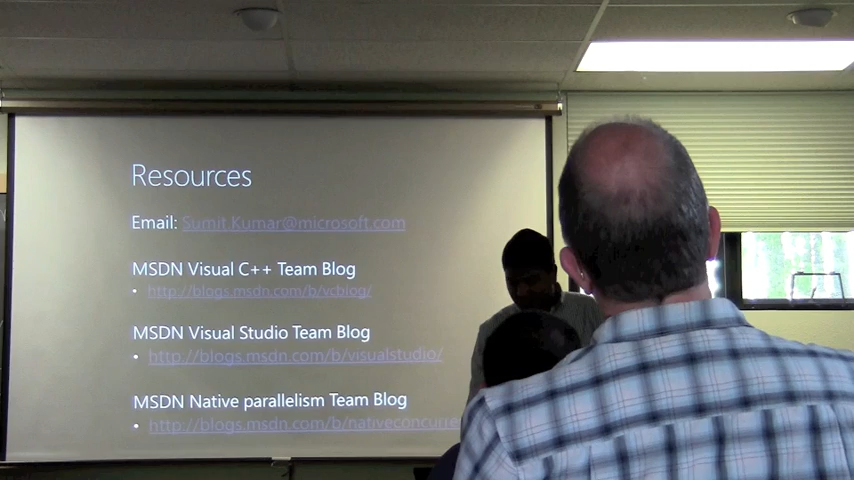 Resources
Email: Sumit.Kumar@microsoft.com
MSDN Visual C++ Team Blog
• http://blogs.msdn.com/b/vcblog/
MSDN Visual Studio Team Blog
• http://blogs.msdn.com/b/visualstudio/
MSDN Native parallelism Team Blog
• http://blogs.msdn.com/b/nativeconcurre